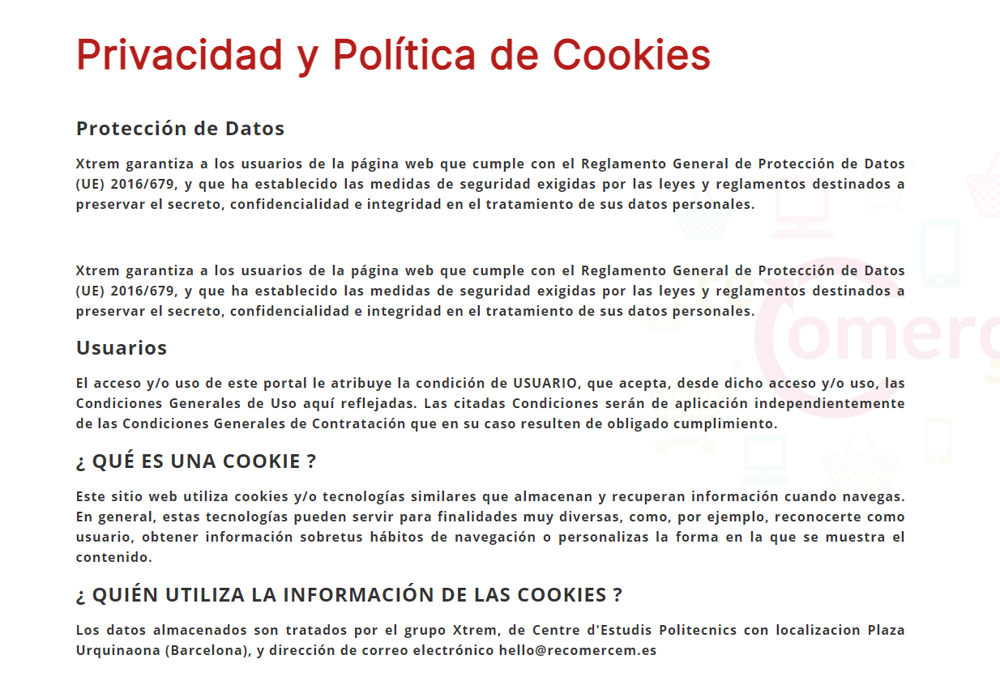 Privacidad y Política de Cookies
Protección de Datos
Xtrem garantiza a los usuarios de la página web que cumple con el Reglamento General de Protección de Datos
(UE) 2016/679, y que ha establecido las medidas de seguridad exigidas por las leyes y reglamentos destinados a
preservar el secreto, confidencialidad e integridad en el tratamiento de sus datos personales.
Xtrem garantiza a los usuarios de la página web que cumple con el Reglamento General de Protección de Datos
(UE) 2016/679, y que ha establecido las medidas de seguridad exigidas por las leyes y reglamentos destinados a
preservar el secreto, confidencialidad e integridad en el tratamiento de sus datos personales.
Usuarios
El acceso y/o uso de este portal le atribuye la condición de USUARIO, que acepta, desde dicho acceso y/o uso, las
Condiciones Generales de Uso aquí reflejadas. Las citadas Condiciones serán de aplicación independientemente
de las Condiciones Generales de Contratación que en su caso resulten de obligado cumplimiento.
¿ QUÉ ES UNA COOKIE ?
Este sitio web utiliza cookies y/o tecnologías similares que almacenan y recuperan información cuando navegas.
En general, estas tecnologías pueden servir para finalidades muy diversas, como, por ejemplo, reconocerte como
usuario, obtener información sobretus hábitos de navegación o personalizas la forma en la que se muestra el
contenido.
¿ QUIÉN UTILIZA LA INFORMACIÓN DE LAS COOKIES ?
Los datos almacenados son tratados por el grupo Xtrem, de Centre d'Estudis Politecnics con localizacion Plaza
Urquinaona (Barcelona), y dirección de correo electrónico hello@recomercem.es